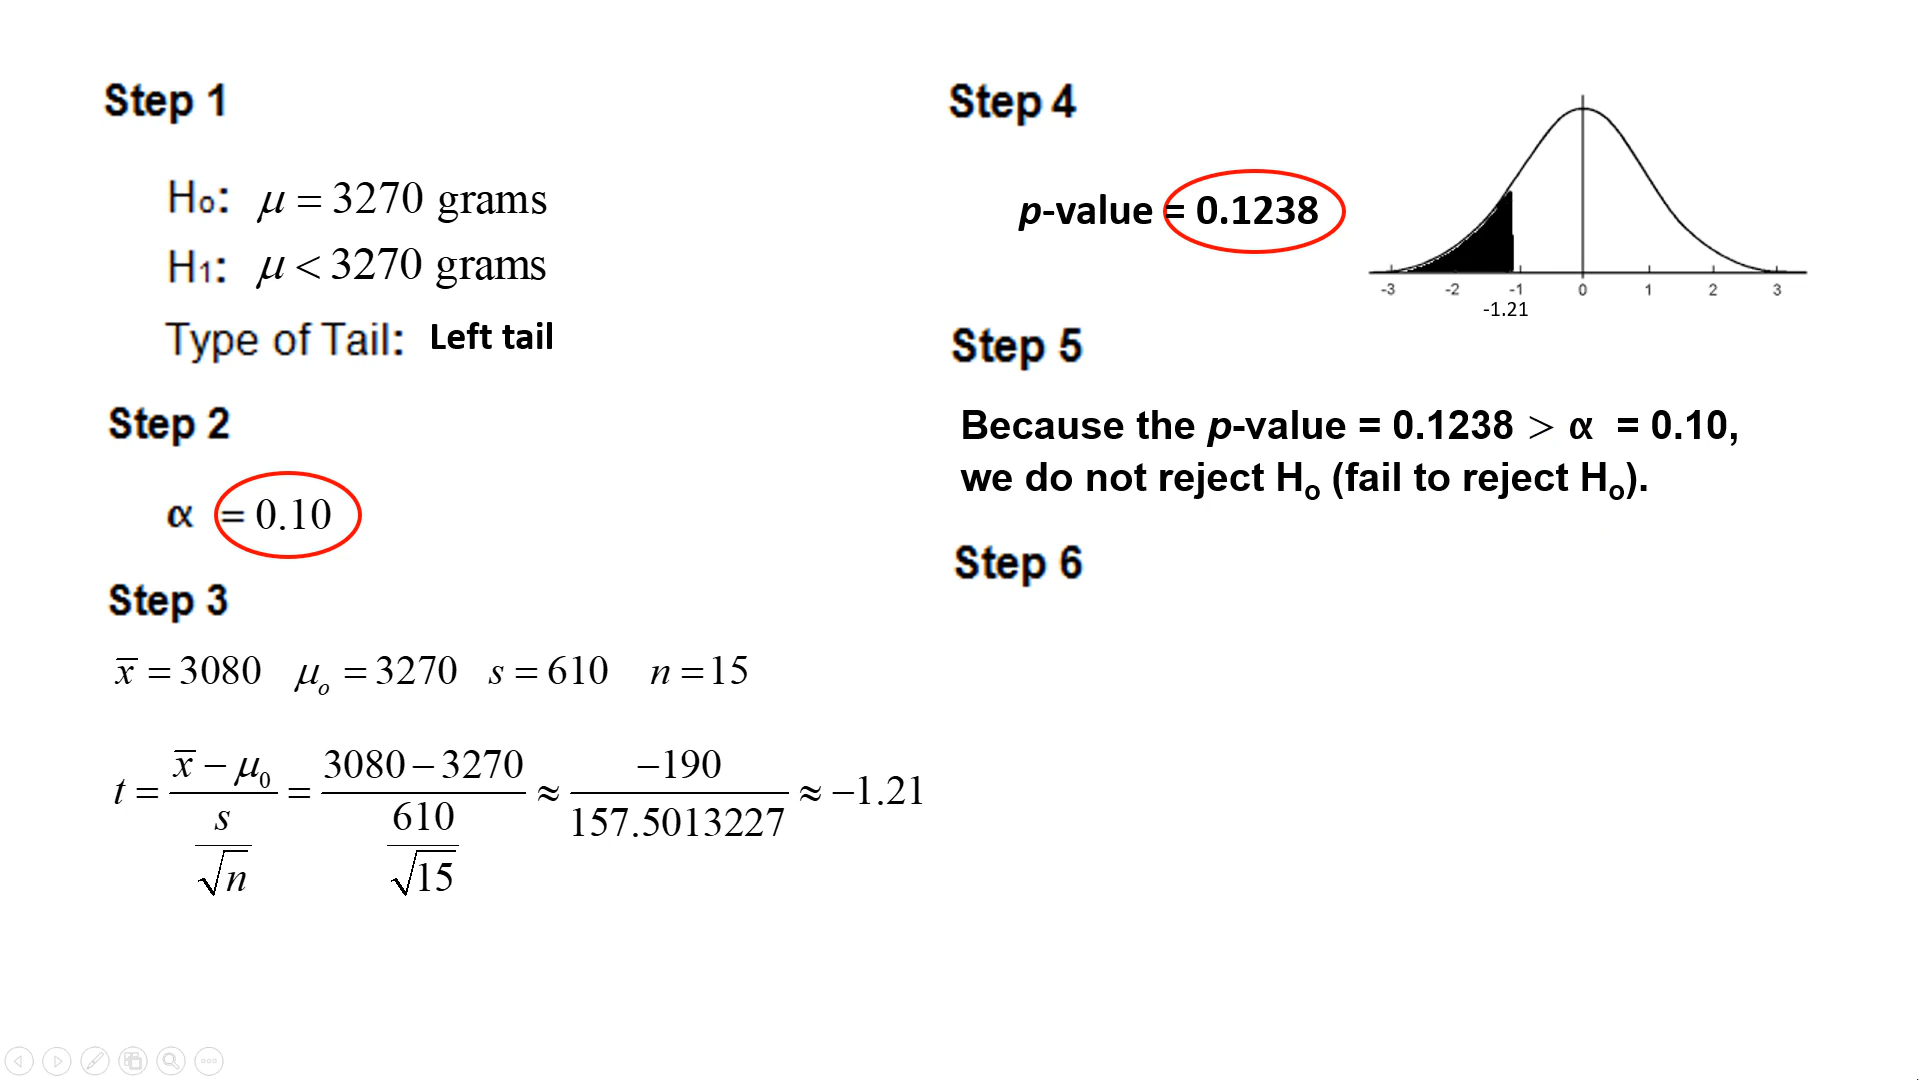 Step 1
H₀: μ = 3270 grams
H₁: μ < 3270 grams
Type of Tail: Left tail
Step 2
α = 0.10
Step 3
x̅ = 3080 μₒ = 3270 s = 610 n = 15
t = (x̅ − μ₀)/(s/√n) = (3080 − 3270)/(610/√15) ≈ −190/157.5013227 ≈ −1.21
Step 4
p-value = 0.1238
-3 -2 -1 0 1 2 3
-1.21
Step 5
Because the p-value = 0.1238 > α = 0.10,
we do not reject Hₒ (fail to reject Hₒ).
Step 6